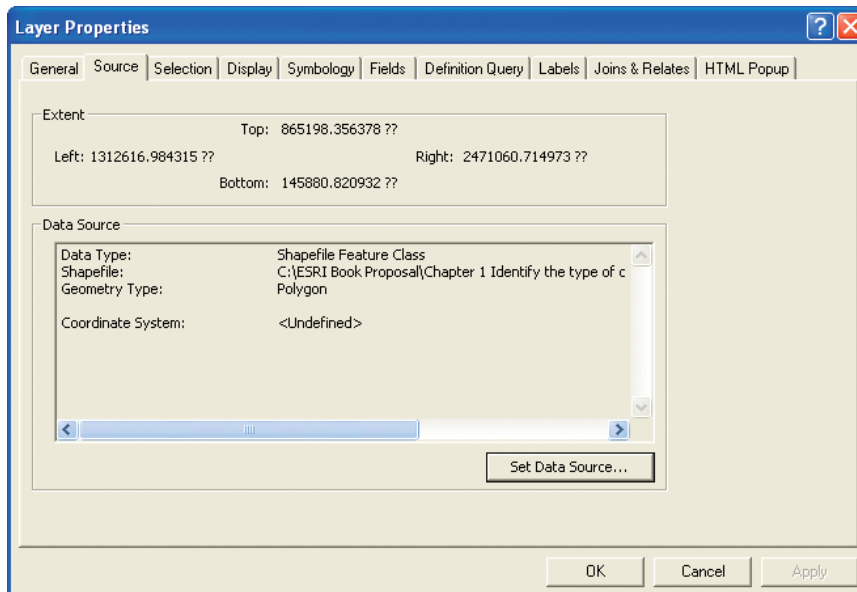 Layer Properties
General Source Selection Display Symbology Fields Definition Query Labels Joins & Relates HTML Popup
Extent
Top: 865198.356378 ??
Left: 1312616.984315 ?? Right: 2471060.714973 ??
Bottom: 145880.820932 ??
Data Source
Data Type: Shapefile Feature Class
Shapefile: C:\ESRI Book Proposal\Chapter 1 Identify the type of c
Geometry Type: Polygon
Coordinate System: <Undefined>
Set Data Source...
OK Cancel Apply